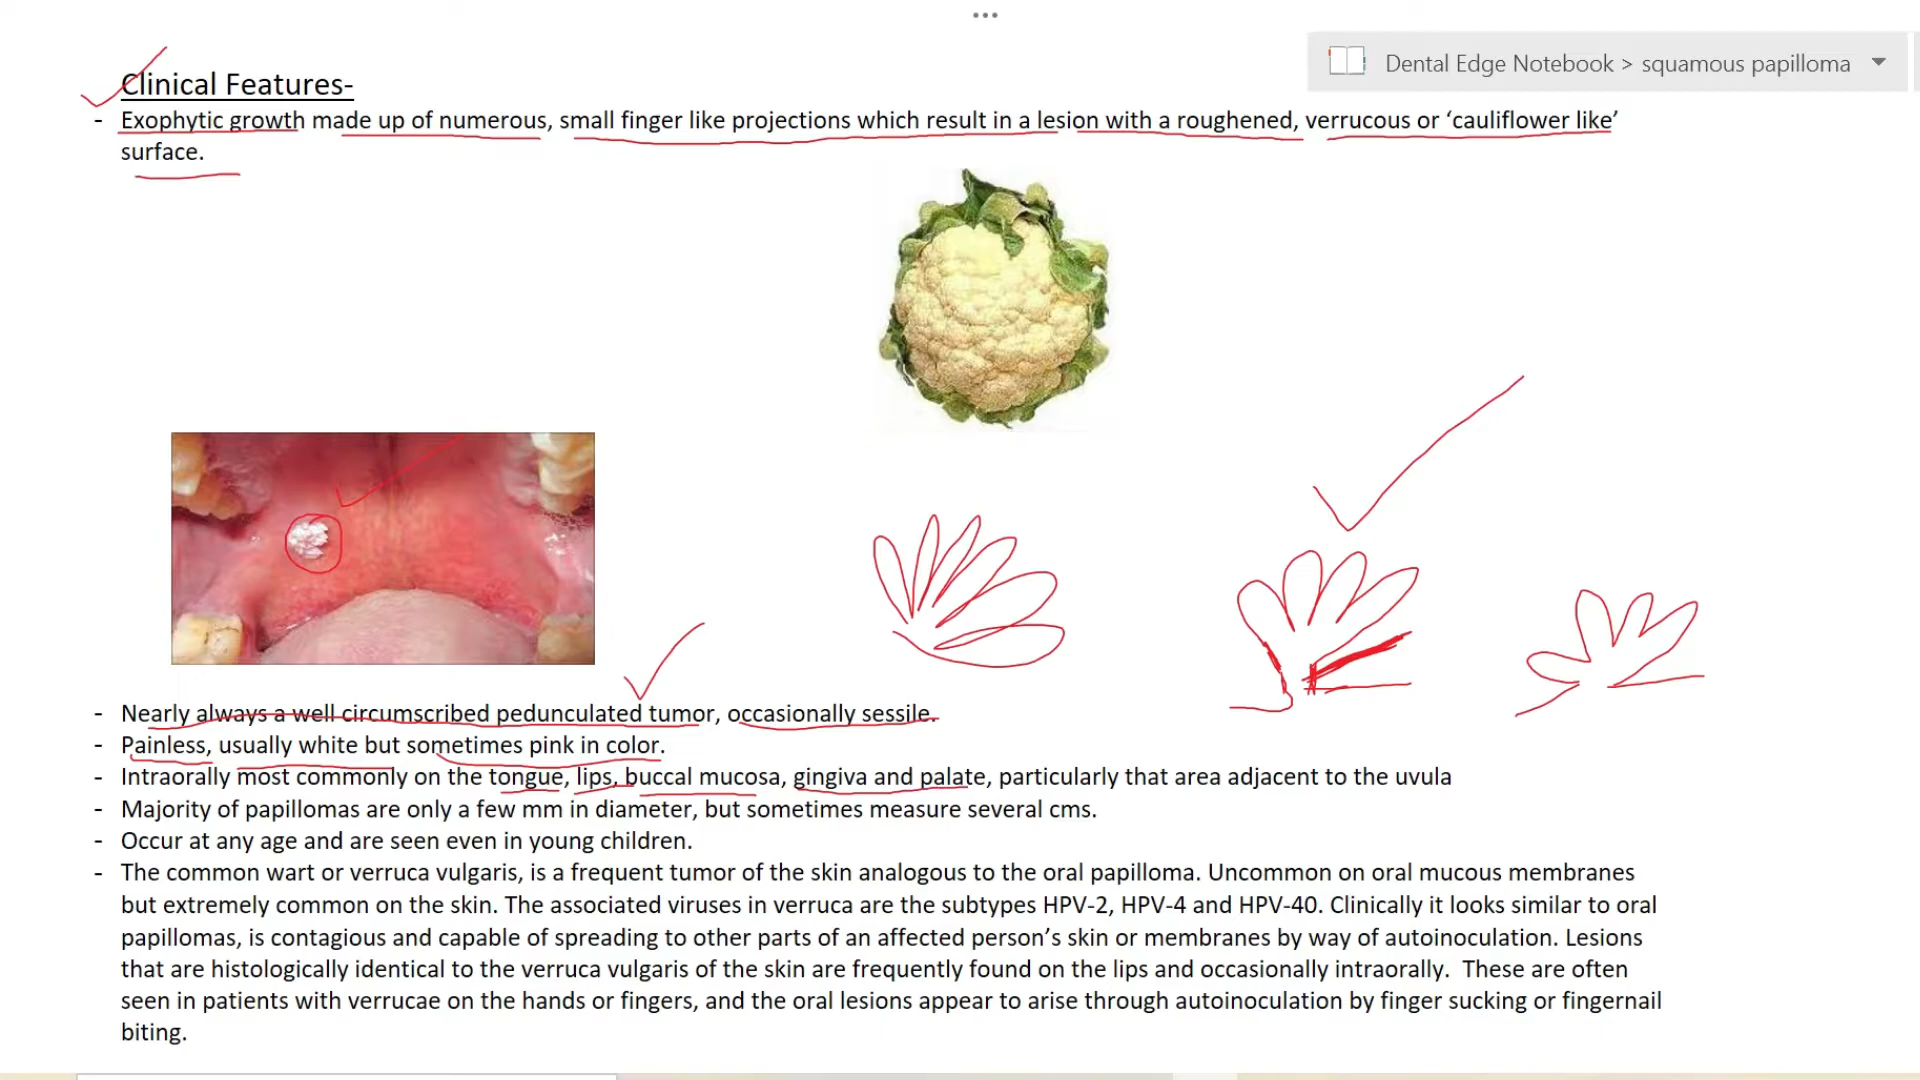 Dental Edge Notebook > squamous papilloma
Clinical Features-
- Exophytic growth made up of numerous, small finger like projections which result in a lesion with a roughened, verrucous or ‘cauliflower like’
surface.
- Nearly always a well circumscribed pedunculated tumor, occasionally sessile.
- Painless, usually white but sometimes pink in color.
- Intraorally most commonly on the tongue, lips, buccal mucosa, gingiva and palate, particularly that area adjacent to the uvula
- Majority of papillomas are only a few mm in diameter, but sometimes measure several cms.
- Occur at any age and are seen even in young children.
- The common wart or verruca vulgaris, is a frequent tumor of the skin analogous to the oral papilloma. Uncommon on oral mucous membranes
but extremely common on the skin. The associated viruses in verruca are the subtypes HPV-2, HPV-4 and HPV-40. Clinically it looks similar to oral
papillomas, is contagious and capable of spreading to other parts of an affected person’s skin or membranes by way of autoinoculation. Lesions
that are histologically identical to the verruca vulgaris of the skin are frequently found on the lips and occasionally intraorally.  These are often
seen in patients with verrucae on the hands or fingers, and the oral lesions appear to arise through autoinoculation by finger sucking or fingernail
biting.